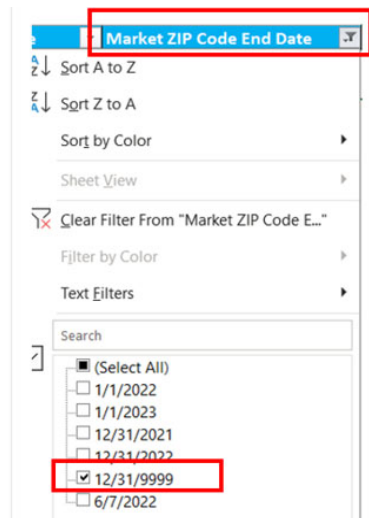 Market ZIP Code End Date
Sort A to Z
Sort Z to A
Sort by Color
Sheet View
Clear Filter From "Market ZIP Code E..."
Filter by Color
Text Filters
Search
(Select All)
1/1/2022
1/1/2023
12/31/2021
12/31/2022
12/31/9999
6/7/2022